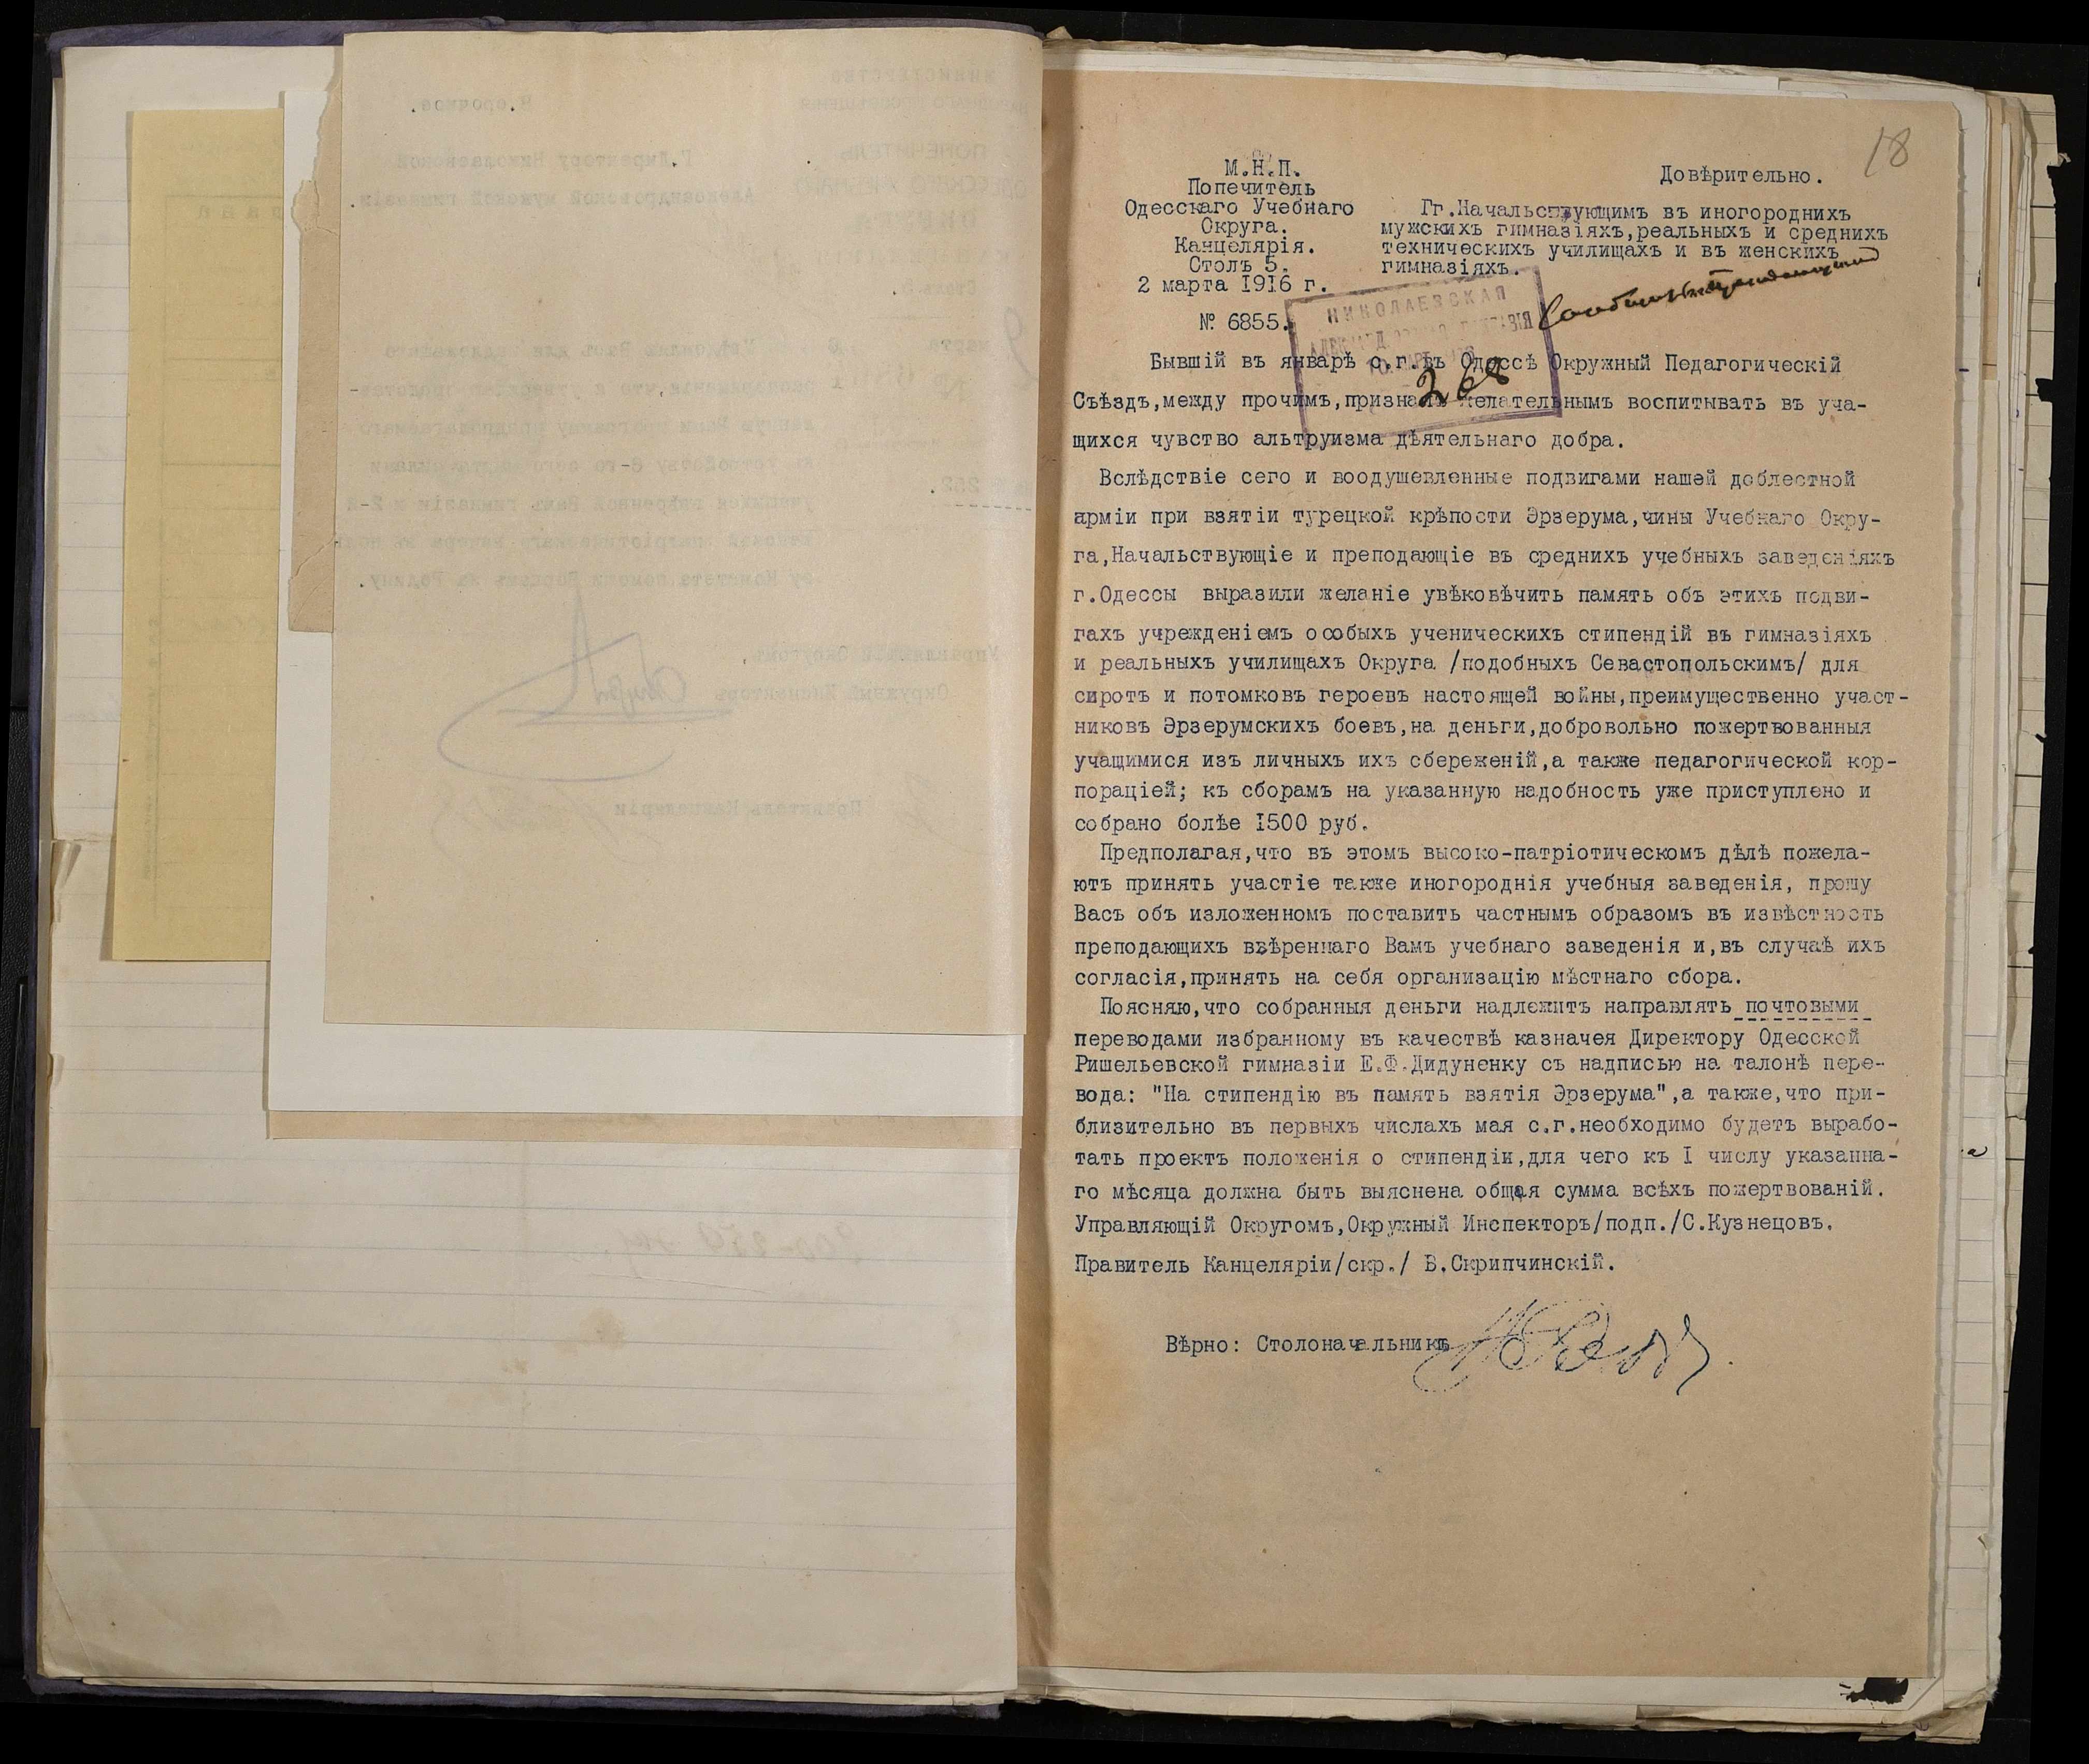 18
М.Н.П.
Попечитель
Одесскаго Учебнаго
Округа.
Канцелярія.
Столъ 5.
2 марта 1916 г.
№ 6855.
Довѣрительно.
Гг.Начальствующимъ въ иногороднихъ
мужскихъ гимназіяхъ,реальныхъ и среднихъ
техническихъ училищахъ и въ женскихъ
гимназіяхъ.
НИКОЛАЕВСКАЯ
268
Бывшій въ январѣ с.г.въ Одессѣ Окружный Педагогическій
Съѣздъ,между прочимъ,призналъ желательнымъ воспитывать въ уча-
щихся чувство альтруизма дѣятельнаго добра.
Вслѣдствіе сего и воодушевленные подвигами нашей доблестной
арміи при взятіи турецкой крѣпости Эрзерума,чины Учебнаго Окру-
га,Начальствующіе и преподающіе въ среднихъ учебныхъ заведеніяхъ
г.Одессы выразили желаніе увѣковѣчить память объ этихъ подви-
гахъ учрежденіемъ особыхъ ученическихъ стипендій въ гимназіяхъ
и реальныхъ училищахъ Округа /подобныхъ Севастопольскимъ/ для
сиротъ и потомковъ героевъ настоящей войны,преимущественно участ-
никовъ Эрзерумскихъ боевъ,на деньги,добровольно пожертвованныя
учащимися изъ личныхъ ихъ сбереженій,а также педагогической кор-
пораціей; къ сборамъ на указанную надобность уже приступлено и
собрано болѣе 1500 руб.
Предполагая,что въ этомъ высоко-патріотическомъ дѣлѣ пожела-
ютъ принять участіе также иногороднія учебныя заведенія, прошу
Васъ объ изложенномъ поставить частнымъ образомъ въ извѣстность
преподающихъ ввѣреннаго Вамъ учебнаго заведенія и,въ случаѣ ихъ
согласія,принять на себя организацію мѣстнаго сбора.
Поясняю,что собранныя деньги надлежитъ направлять почтовыми
переводами избранному въ качествѣ казначея Директору Одесской
Ришельевской гимназіи Е.Ф.Дидуненку съ надписью на талонѣ пере-
вода: "На стипендію въ память взятія Эрзерума",а также,что при-
близительно въ первыхъ числахъ мая с.г.необходимо будетъ вырабо-
тать проектъ положенія о стипендіи,для чего къ I числу указанна-
го мѣсяца должна быть выяснена общая сумма всѣхъ пожертвованій.
Управляющій Округомъ,Окружный Инспекторъ/подп./С.Кузнецовъ.
Правитель Канцеляріи/скр./ В.Скрипчинскій.
Вѣрно: Столоначальникъ